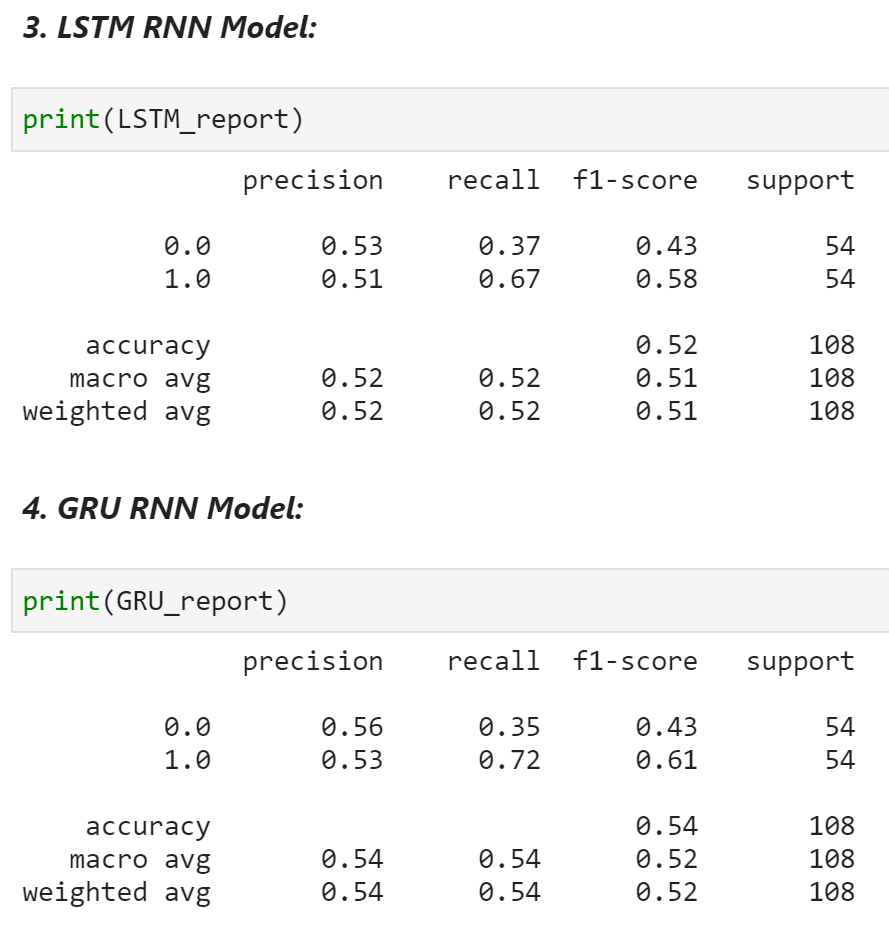 3. LSTM RNN Model:
print(LSTM_report)
precision recall f1-score support
0.0 0.53 0.37 0.43 54
1.0 0.51 0.67 0.58 54
accuracy 0.52 108
macro avg 0.52 0.52 0.51 108
weighted avg 0.52 0.52 0.51 108
4. GRU RNN Model:
print(GRU_report)
precision recall f1-score support
0.0 0.56 0.35 0.43 54
1.0 0.53 0.72 0.61 54
accuracy 0.54 108
macro avg 0.54 0.54 0.52 108
weighted avg 0.54 0.54 0.52 108